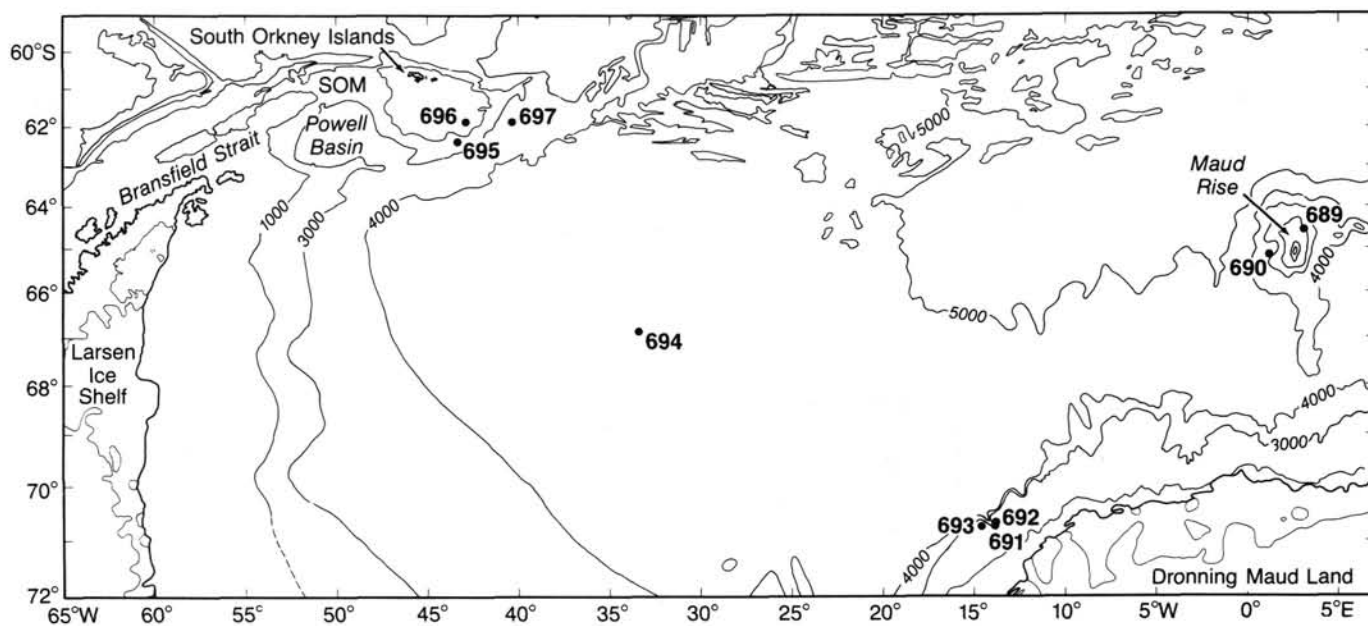 60°S
South Orkney Islands
SOM
62°
696
697
695
Powell
Basin
Bransfield Strait
5000
Maud
Rise
64°
1000
3000
4000
689
690
4000
66°
5000
694
Larsen
Ice
Shelf
68°
4000
3000
70°
693
692
691
4000
Dronning Maud Land
72°
65°W
60°
55°
50°
45°
40°
35°
30°
25°
20°
15°
10°
5°W
0°
5°E